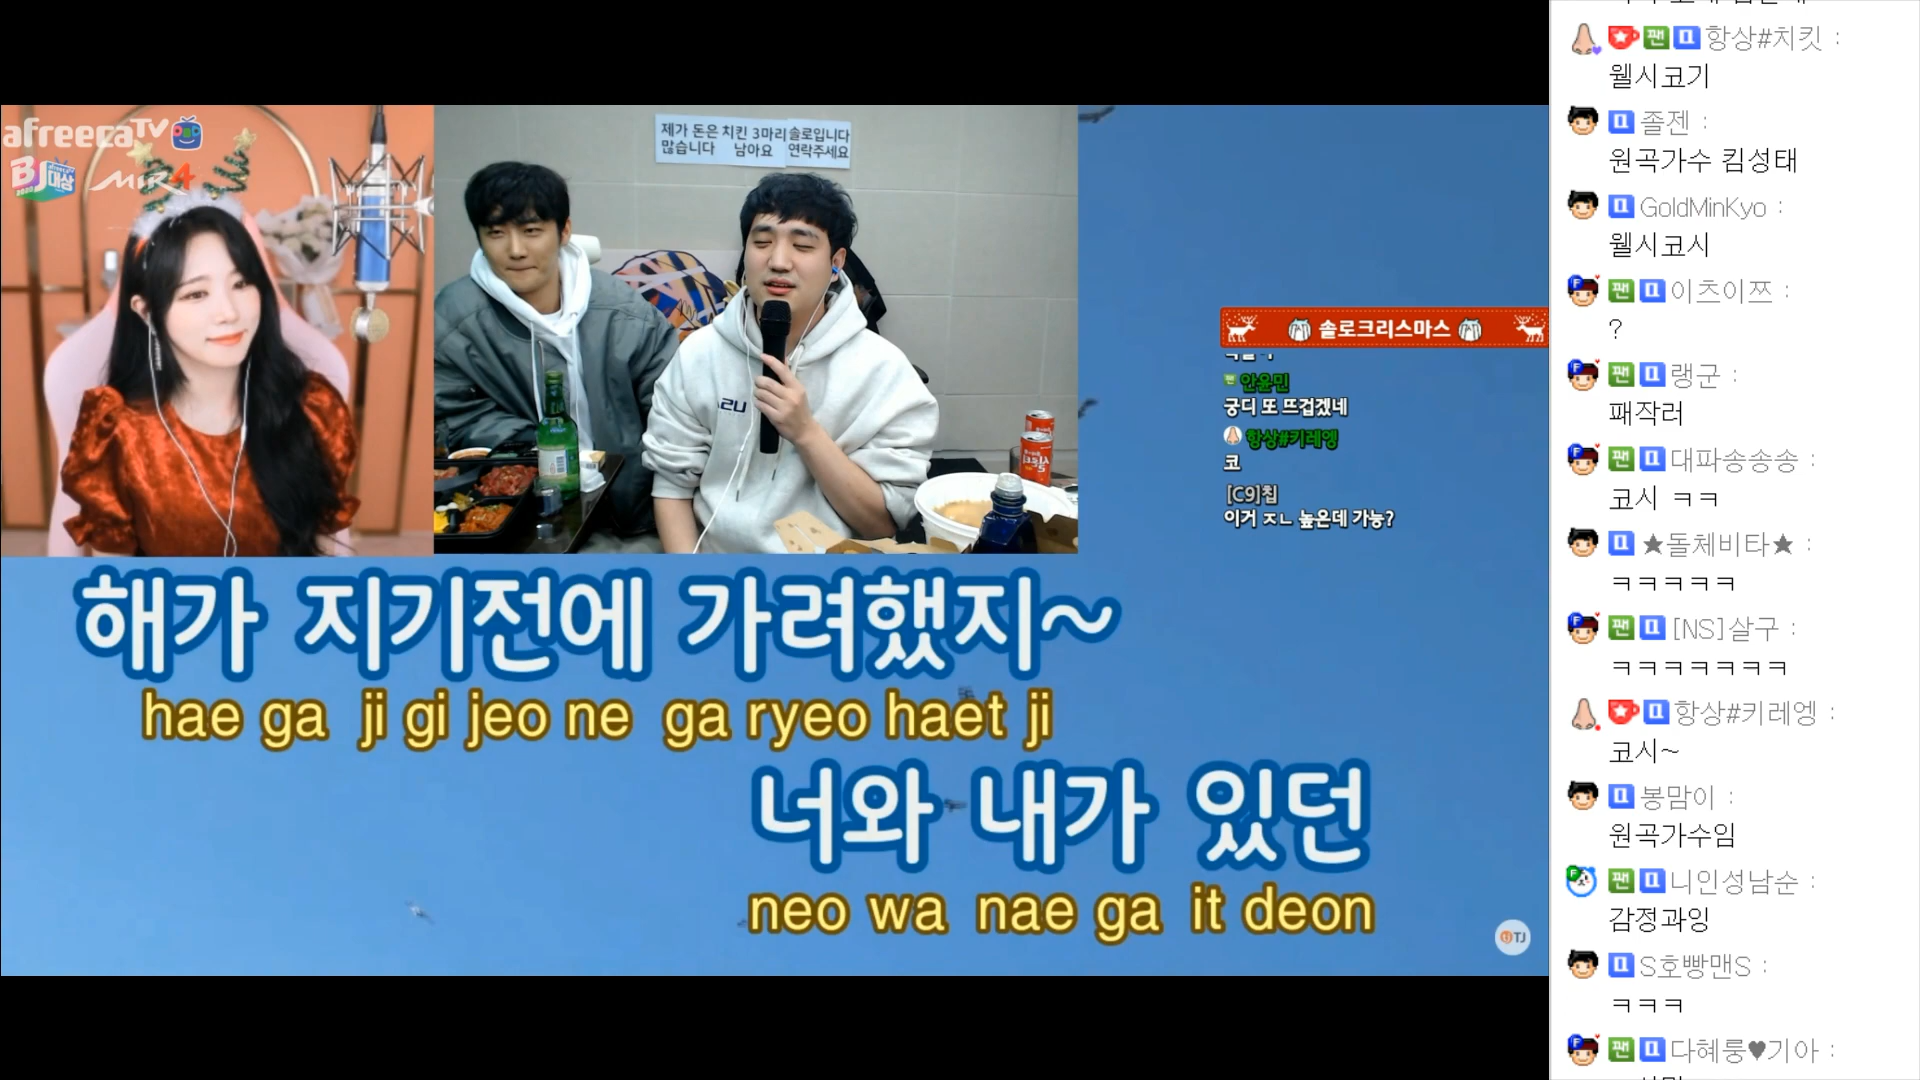 afreecaTV
BJ대상
2020
MIR4
제가 돈은 치킨 3마리 솔로입니다
많습니다 남아요 연락주세요
솔로크리스마스
팬 안윤민
궁디 또 뜨겁겠네
항상#키레엥
코
[C9]칩
이거 ㅈㄴ 높은데 가능?
해가 지기전에 가려했지~
hae ga ji gi jeo ne ga ryeo haet ji
너와 내가 있던
neo wa nae ga it deon
TJ
팬 항상#치킷 :
웰시코기
졸젠 :
원곡가수 킴성태
GoldMinKyo :
웰시코시
팬 이츠이쯔 :
?
팬 랭군 :
패작러
팬 대파송송송 :
코시 ㅋㅋ
★돌체비타★ :
ㅋㅋㅋㅋㅋ
팬 [NS]살구 :
ㅋㅋㅋㅋㅋㅋㅋ
항상#키레엥 :
코시~
봉맘이 :
원곡가수임
팬 니인성남순 :
감정과잉
S호빵맨S :
ㅋㅋㅋ
팬 다혜룽♥기아 :